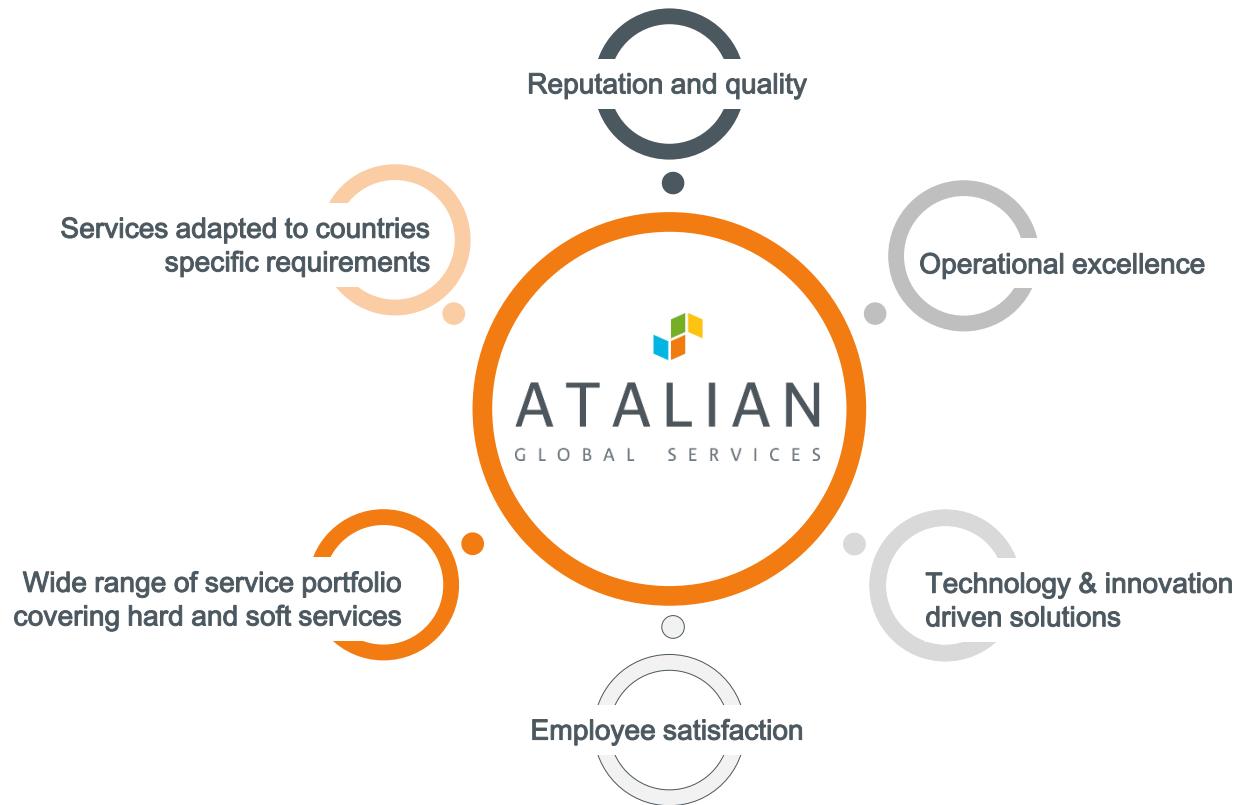 Reputation and quality
Services adapted to countries
specific requirements
Operational excellence
ATALIAN
GLOBAL SERVICES
Wide range of service portfolio
covering hard and soft services
Technology & innovation
driven solutions
Employee satisfaction